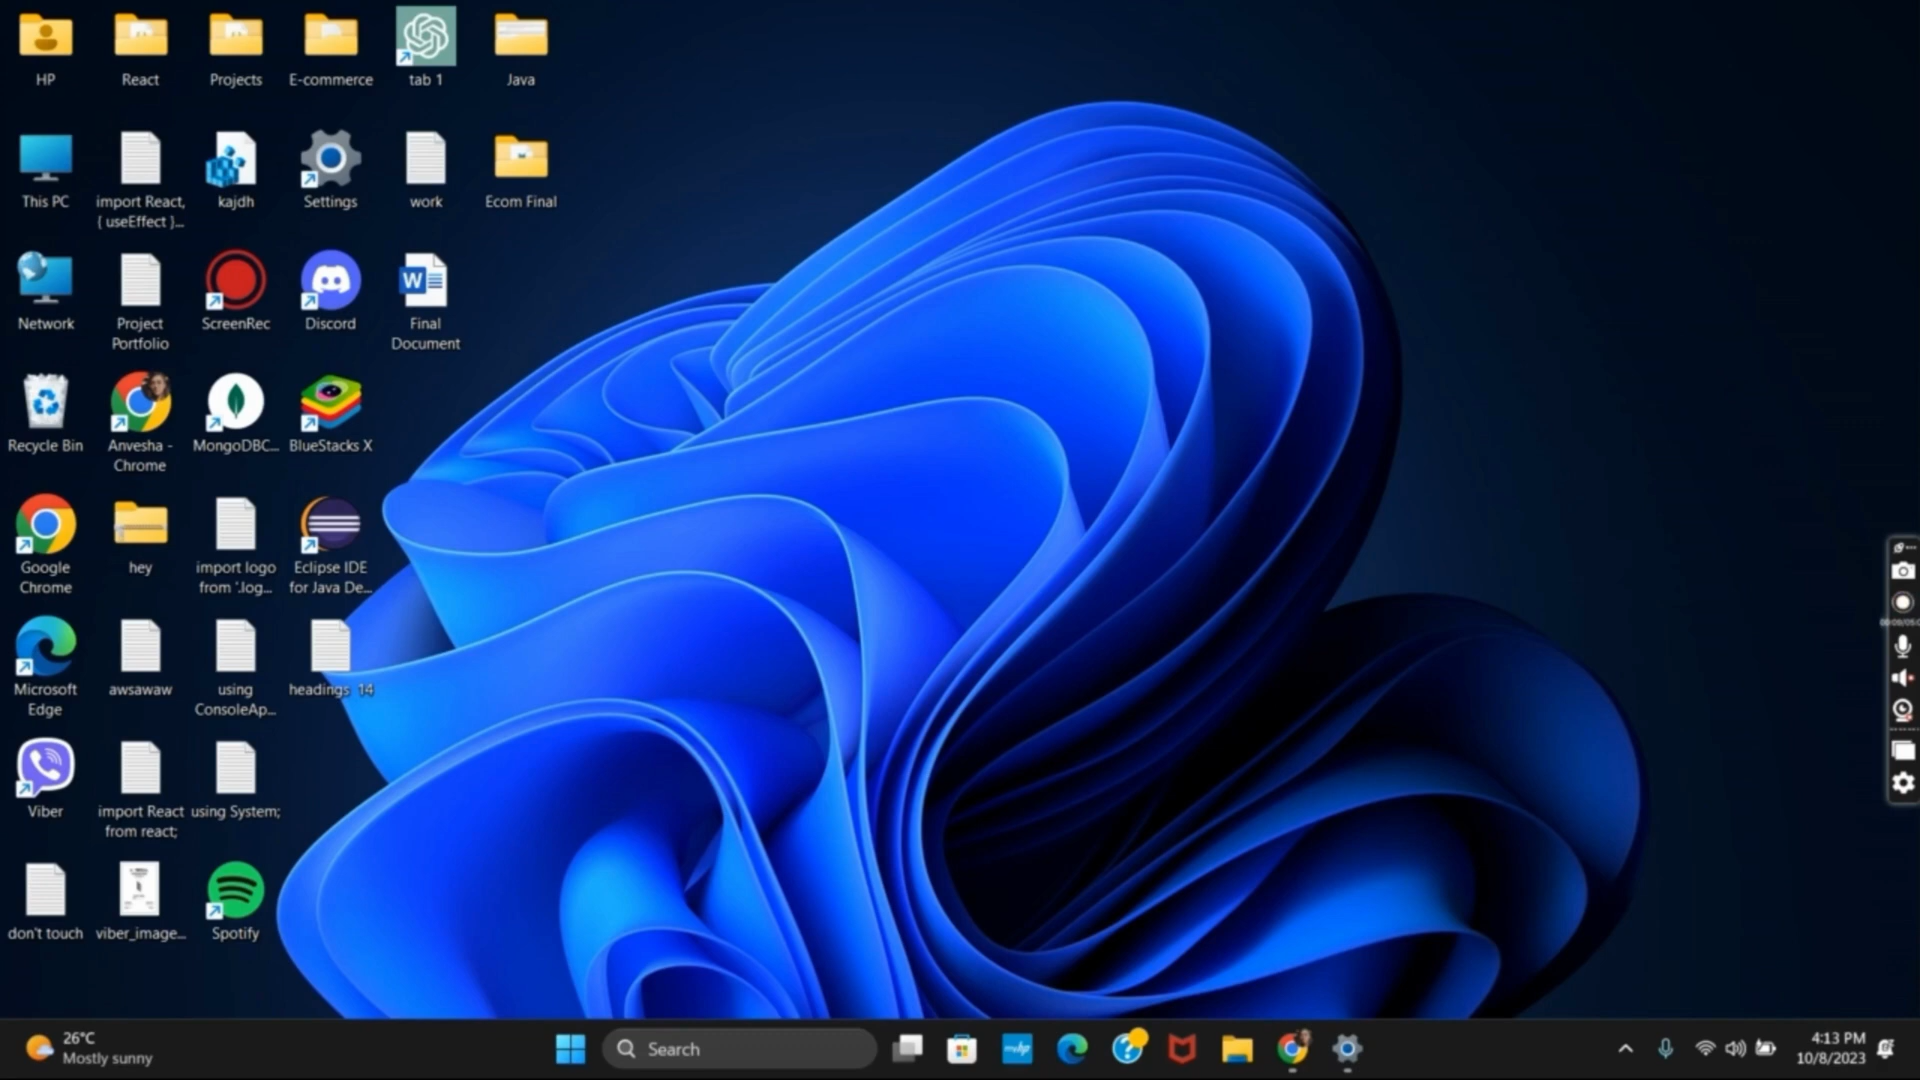 HP
React
Projects
E-commerce
tab 1
Java
This PC
import React,
{ useEffect }...
kajdh
Settings
work
Ecom Final
Network
Project
Portfolio
ScreenRec
Discord
W
Final
Document
Recycle Bin
Anvesha -
Chrome
MongoDBC...
BlueStacks X
Google
Chrome
hey
import logo
from '.log...
Eclipse IDE
for Java De...
Microsoft
Edge
awsawaw
using
ConsoleAp...
headings 14
Viber
import React
from react;
using System;
don't touch
viber_image...
Spotify
26°C
Mostly sunny
Search
myhp
4:13 PM
10/8/2023